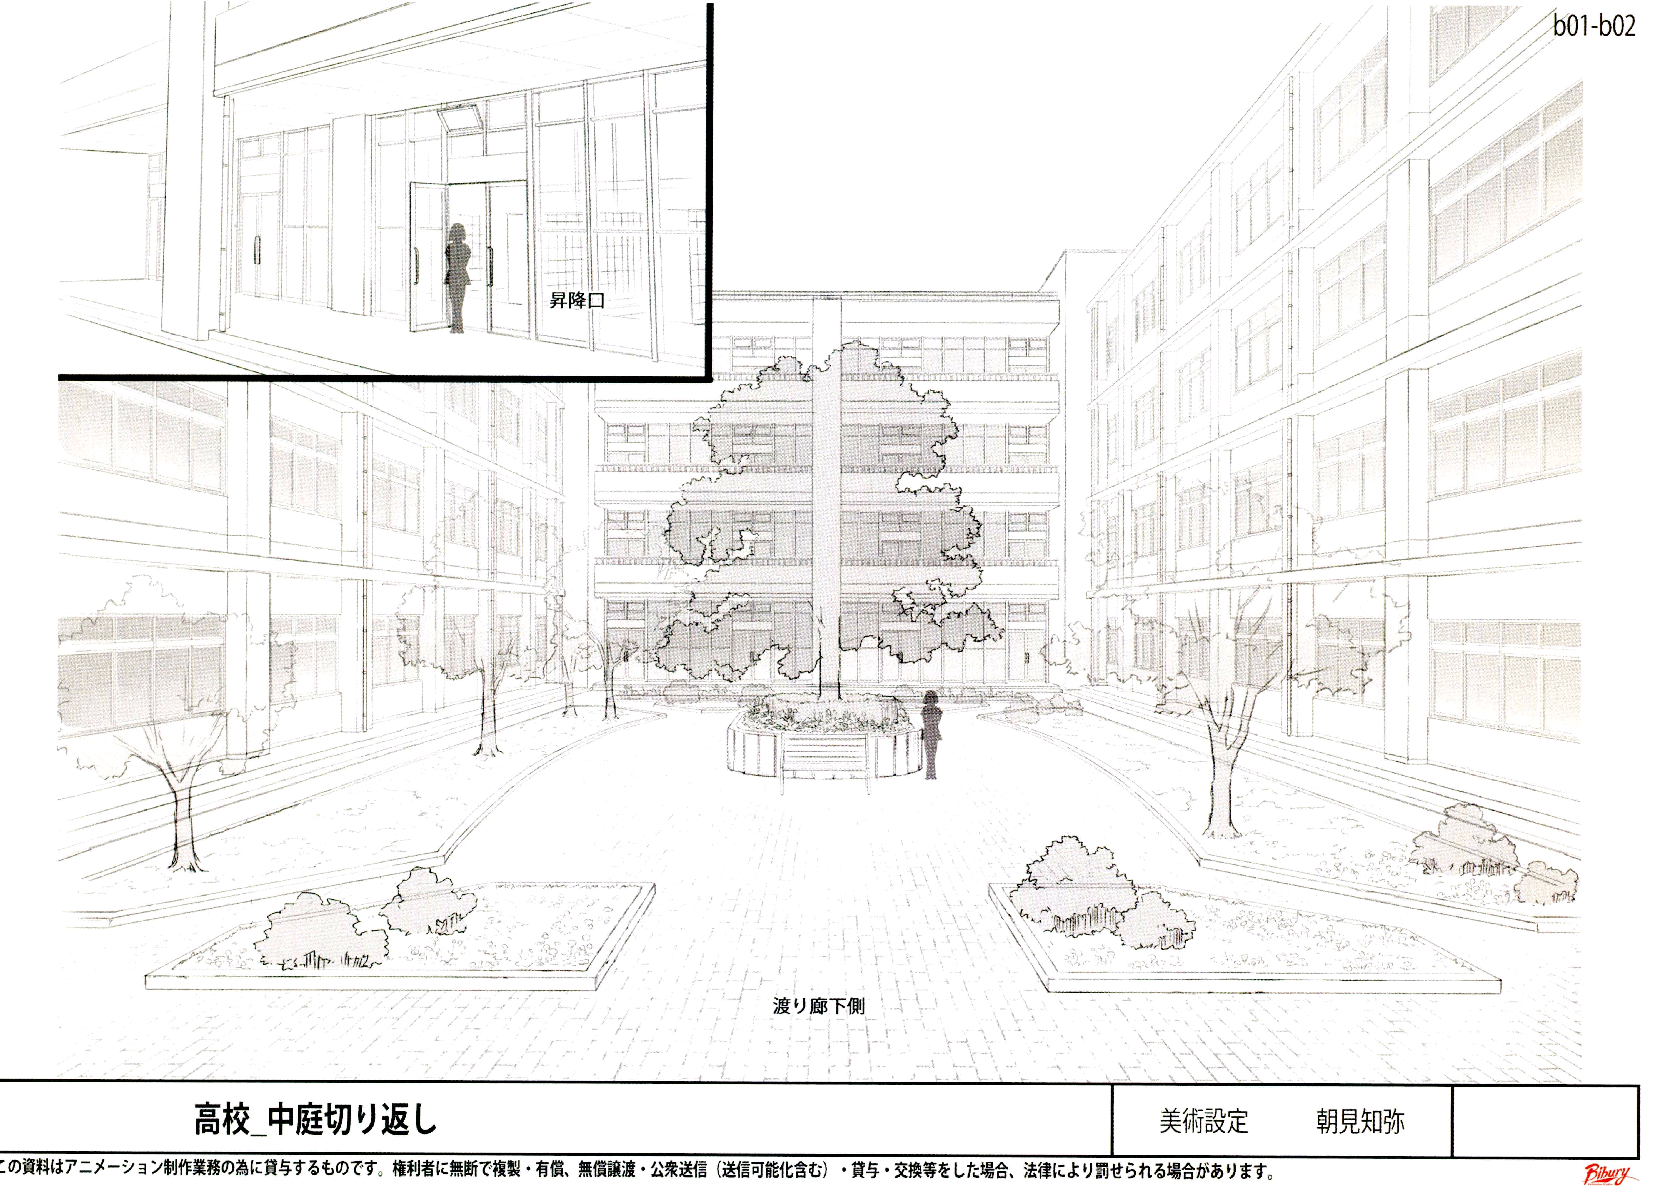 b01-b02
昇降口
渡り廊下側
高校_中庭切り返し
美術設定 朝見知弥
この資料はアニメーション制作業務の為に貸与するものです。権利者に無断で複製・有償、無償譲渡・公衆送信（送信可能化含む）・貸与・交換等をした場合、法律により罰せられる場合があります。
Bibury